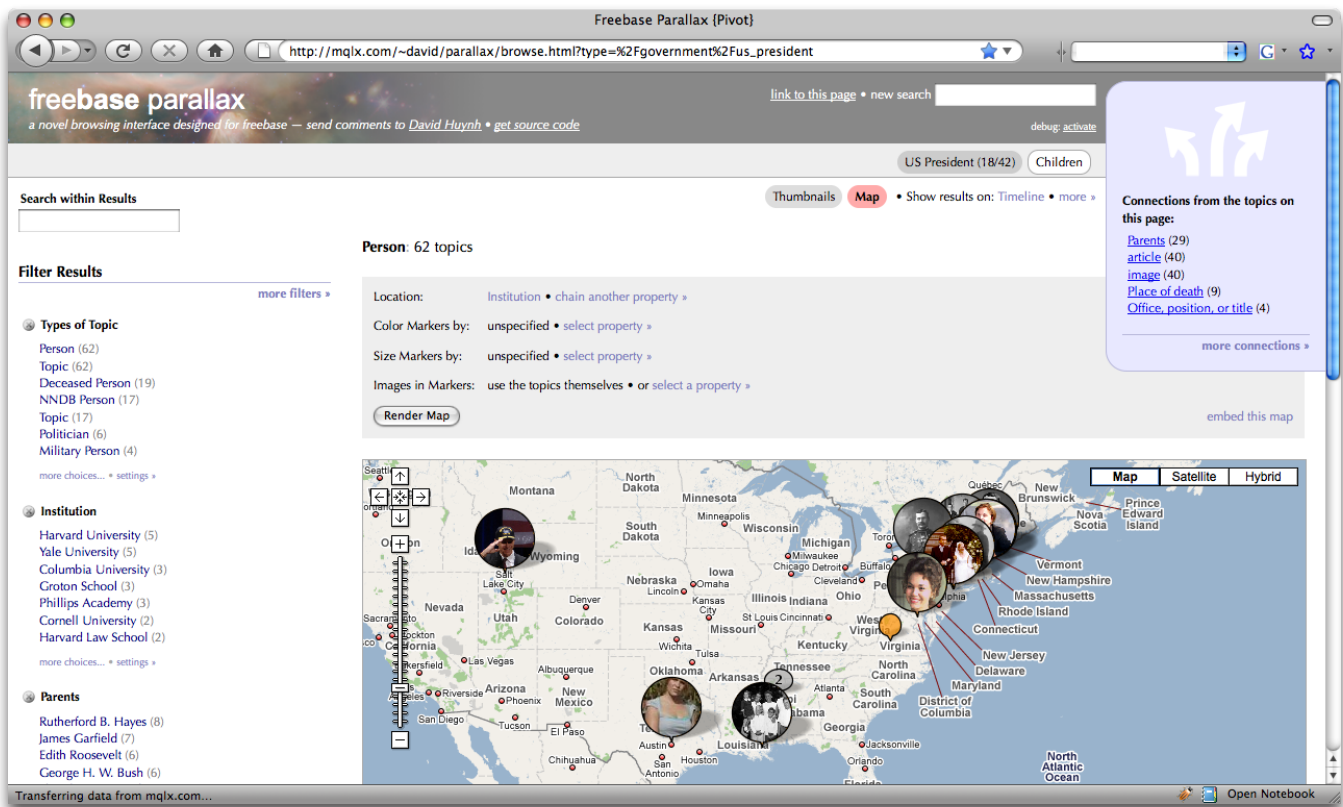 Freebase Parallax {Pivot}
http://mqlx.com/~david/parallax/browse.html?type=%2Fgovernment%2Fus_president
G
freebase parallax
a novel browsing interface designed for freebase — send comments to David Huynh • get source code
link to this page • new search
debug: activate
US President (18/42)
Children
Thumbnails
Map
• Show results on: Timeline • more »
Connections from the topics on
this page:
Parents (29)
article (40)
image (40)
Place of death (9)
Office, position, or title (4)
more connections »
Search within Results
Filter Results
more filters »
Types of Topic
Person (62)
Topic (62)
Deceased Person (19)
NNDB Person (17)
Topic (17)
Politician (6)
Military Person (4)
more choices... • settings »
Institution
Harvard University (5)
Yale University (5)
Columbia University (3)
Groton School (3)
Phillips Academy (3)
Cornell University (2)
Harvard Law School (2)
more choices... • settings »
Parents
Rutherford B. Hayes (8)
James Garfield (7)
Edith Roosevelt (6)
George H. W. Bush (6)
Person: 62 topics
Location: Institution • chain another property »
Color Markers by: unspecified • select property »
Size Markers by: unspecified • select property »
Images in Markers: use the topics themselves • or select a property »
Render Map
embed this map
Map
Satellite
Hybrid
Montana
North
Dakota
Minnesota
Québec
New
Brunswick
Prince
Edward
Island
Nova
Scotia
Minneapolis
Wisconsin
South
Dakota
Michigan
Milwaukee
Wyoming
Salt
Lake City
Iowa
Chicago
Detroit
Buffalo
Vermont
New Hampshire
Massachusetts
Rhode Island
Nebraska
Omaha
Lincoln
Cleveland
Illinois
Indiana
Ohio
Nevada
Utah
Denver
Colorado
Kansas
City
Kansas
Missouri
St Louis
Cincinnati
Connecticut
Wichita
Kentucky
Virginia
New Jersey
Delaware
Maryland
Las Vegas
Tulsa
Albuquerque
Oklahoma
Arkansas
Tennessee
North
Carolina
District of
Columbia
2
Riverside
Arizona
Phoenix
New
Mexico
Atlanta
South
Carolina
San Diego
Tucson
El Paso
Georgia
Austin
Louisiana
Jacksonville
Chihuahua
San
Antonio
Houston
Orlando
North
Atlantic
Ocean
Transferring data from mqlx.com...
Open Notebook